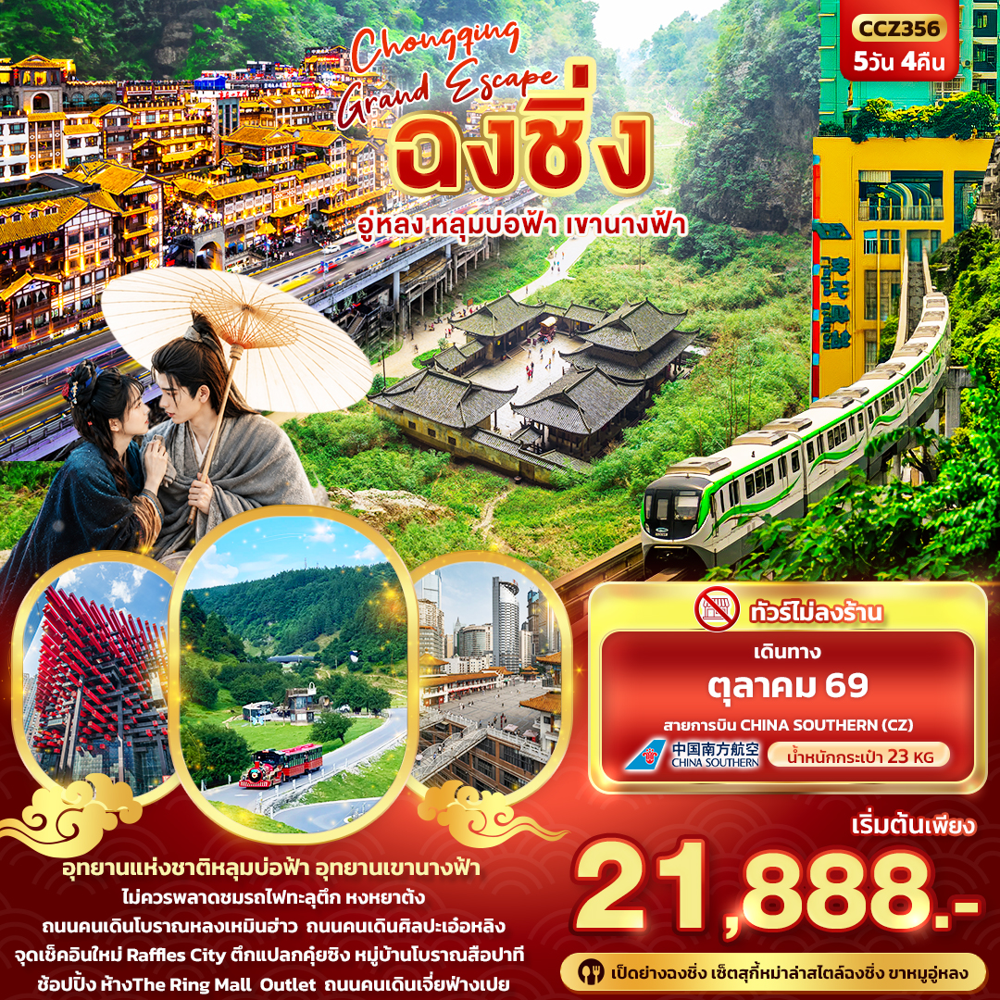 CCZ356
5วัน 4คืน
Chongqing
Grand Escape
ฉงชิ่ง
อู่หลง หลุมบ่อฟ้า เขานางฟ้า
ทัวร์ไม่ลงร้าน
เดินทาง
ตุลาคม 69
สายการบิน CHINA SOUTHERN (CZ)
中国南方航空
CHINA SOUTHERN
น้ำหนักกระเป๋า 23 KG
เริ่มต้นเพียง
21,888.-
อุทยานแห่งชาติหลุมบ่อฟ้า อุทยานเขานางฟ้า
ไม่ควรพลาดชมรถไฟทะลุตึก หงหยาต้ง
ถนนคนเดินโบราณหลงเหมินฮ่าว ถนนคนเดินศิลปะเอ๋อหลิง
จุดเช็คอินใหม่ Raffles City ตึกแปลกคุ๋ยชิง หมู่บ้านโบราณสือปาที
ช้อปปิ้ง ห้างThe Ring Mall Outlet ถนนคนเดินเจี่ยฟ่างเปย
เป็ดย่างฉงชิ่ง เซ็ตสุกี้หม่าล่าสไตล์ฉงชิ่ง ขาหมูอู่หลง